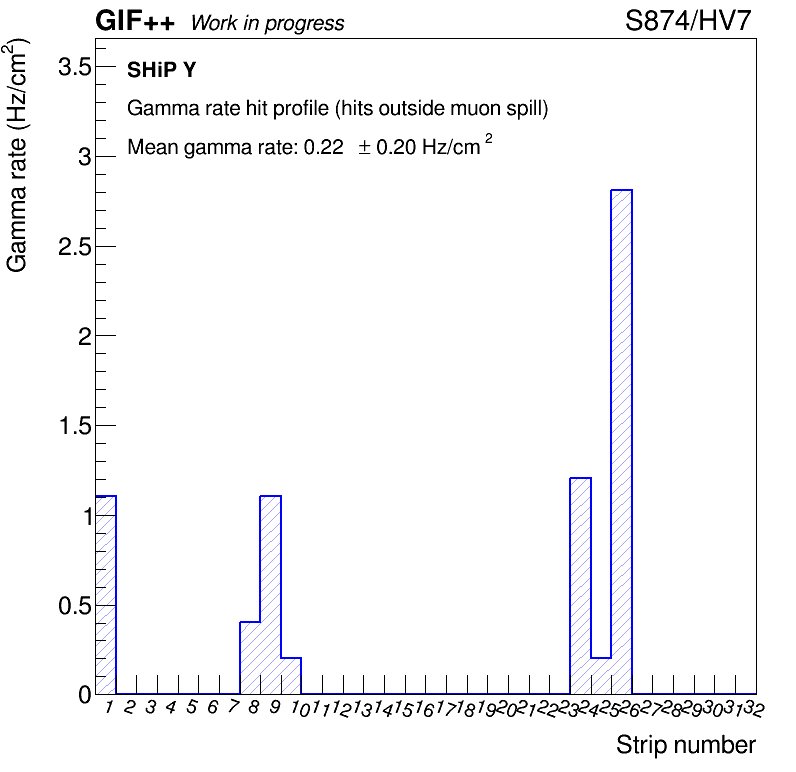 GIF++ Work in progress S874/HV7
Gamma rate (Hz/cm2)
SHiP Y
Gamma rate hit profile (hits outside muon spill)
Mean gamma rate: 0.22 ± 0.20 Hz/cm 2
3.5
3
2.5
2
1.5
1
0.5
0
1 2 3 4 5 6 7 8 9 10 11 12 13 14 15 16 17 18 19 20 21 22 23 24 25 26 27 28 29 30 31 32
Strip number